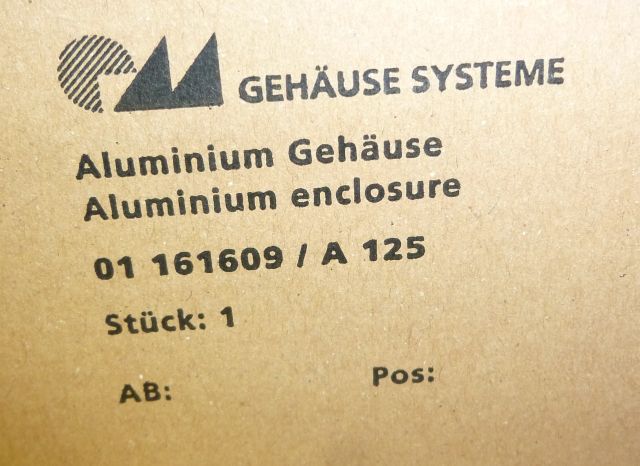 GEHÄUSE SYSTEME
Aluminium Gehäuse
Aluminium enclosure
01 161609 / A 125
Stück: 1
AB: Pos: